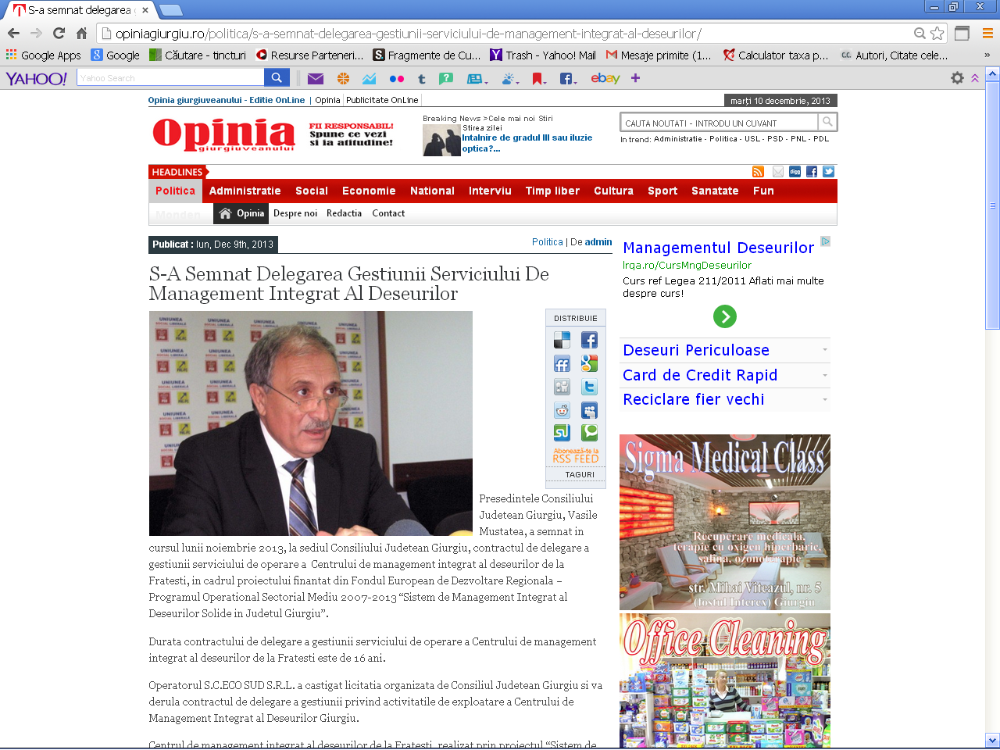 S-a semnat delegarea
opiniagiurgiu.ro/politica/s-a-semnat-delegarea-gestiunii-serviciului-de-management-integrat-al-deseurilor/
Google Apps Google Căutare - tincturi Resurse Parteneri... Fragmente de Cu... Trash - Yahoo! Mail Mesaje primite (1... Calculator taxa p... Autori, Citate cele... »
YAHOO! Yahoo Search ebay
Opinia giurgiuveanului - Editie OnLine | Opinia Publicitate OnLine marţi 10 decembrie, 2013
Opinia
giurgiuveanului
FII RESPONSABIL!
Spune ce vezi
si ia atitudine!
Breaking News >Cele mai noi Stiri
Stirea zilei
Intalnire de gradul III sau iluzie
optica?...
CAUTA NOUTATI - INTRODU UN CUVANT
In trend: Administratie - Politica - USL - PSD - PNL - PDL
HEADLINES
digg
Politica Administratie Social Economie National Interviu Timp liber Cultura Sport Sanatate Fun
Monden Opinia Despre noi Redactia Contact
Publicat : lun, Dec 9th, 2013
Politica | De admin
S-A Semnat Delegarea Gestiunii Serviciului De
Management Integrat Al Deseurilor
UNIUNEA
SOCIAL
DISTRIBUIE
Abonează-te la
RSS FEED
TAGURI
Presedintele Consiliului
Judetean Giurgiu, Vasile
Mustatea, a semnat in
cursul lunii noiembrie 2013, la sediul Consiliului Judetean Giurgiu, contractul de delegare a
gestiunii serviciului de operare a Centrului de management integrat al deseurilor de la
Fratesti, in cadrul proiectului finantat din Fondul European de Dezvoltare Regionala –
Programul Operational Sectorial Mediu 2007-2013 “Sistem de Management Integrat al
Deseurilor Solide in Judetul Giurgiu”.
Durata contractului de delegare a gestiunii serviciului de operare a Centrului de management
integrat al deseurilor de la Fratesti este de 16 ani.
Operatorul S.C.ECO SUD S.R.L. a castigat licitatia organizata de Consiliul Judetean Giurgiu si va
derula contractul de delegare a gestiunii privind activitatile de exploatare a Centrului de
Management Integrat al Deseurilor Giurgiu.
Centrul de management integrat al deseurilor de la Fratesti, realizat prin proiectul “Sistem de
Managementul Deseurilor
lrqa.ro/CursMngDeseurilor
Curs ref Legea 211/2011 Aflati mai multe
despre curs!
Deseuri Periculoase
Card de Credit Rapid
Reciclare fier vechi
Sigma Medical Class
Recuperare medicala,
terapie cu oxigen hiperbaric,
salina, ozonoterapie
str. Mihai Viteazul, nr. 5
(fostul Interex) Giurgiu
Office Cleaning